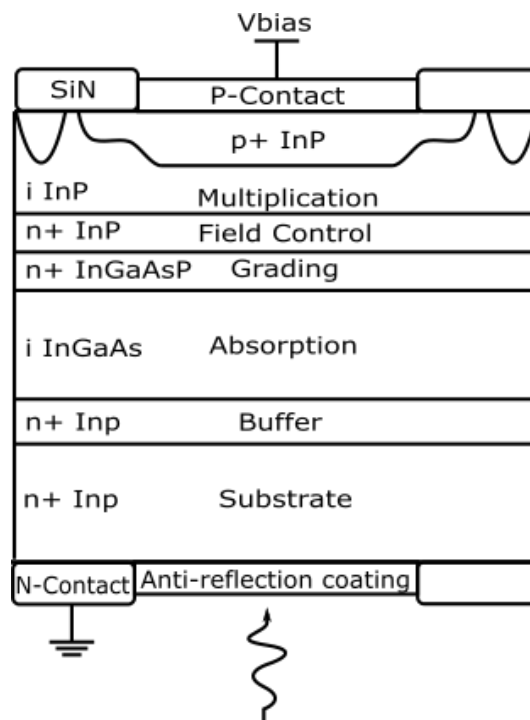 Vbias
SiN
P-Contact
p+ InP
i InP Multiplication
n+ InP Field Control
n+ InGaAsP Grading
i InGaAs Absorption
n+ Inp Buffer
n+ Inp Substrate
N-Contact Anti-reflection coating